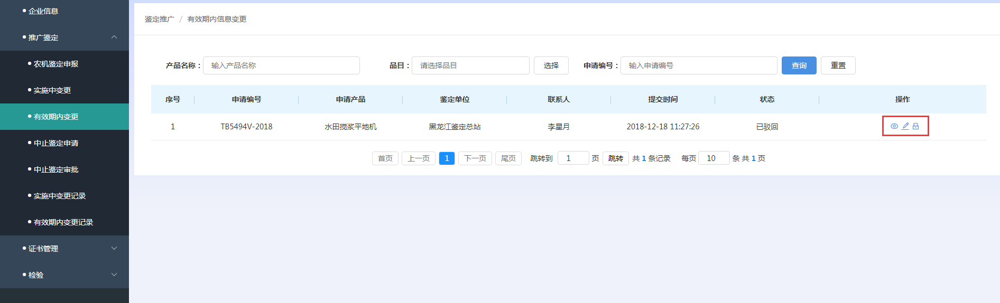 企业信息
推广鉴定
农机鉴定申报
实施中变更
有效期内变更
中止鉴定申请
中止鉴定审批
实施中变更记录
有效期内变更记录
证书管理
检验
鉴定推广 / 有效期内信息变更
产品名称： 输入产品名称 品目： 请选择品目 选择 申请编号： 输入申请编号 查询 重置
序号 申请编号 申请产品 鉴定单位 联系人 提交时间 状态 操作
1 TB5494V-2018 水田搅浆平地机 黑龙江鉴定总站 李星月 2018-12-18 11:27:26 已驳回
首页 上一页 1 下一页 尾页 跳转到 1 页 跳转 共 1 条记录 每页 10 条 共 1 页